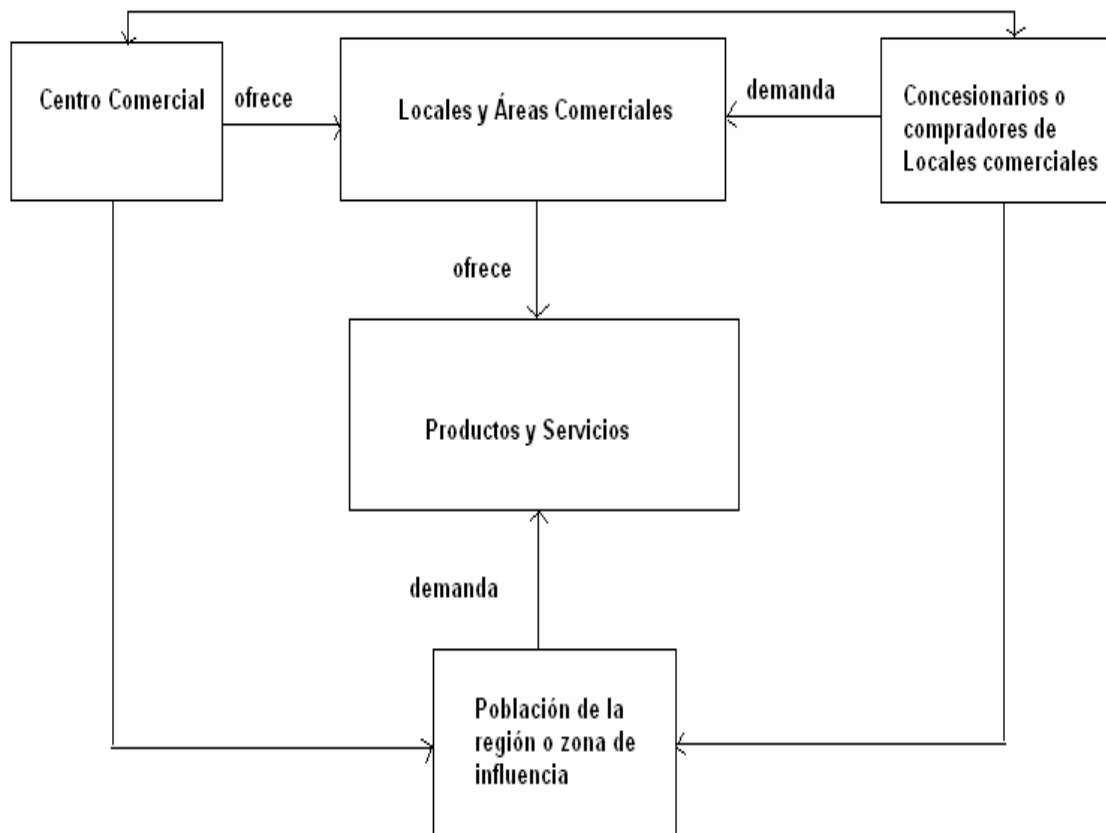 Centro Comercial
ofrece
Locales y Áreas Comerciales
demanda
Concesionarios o
compradores de
Locales comerciales
ofrece
Productos y Servicios
demanda
Población de la
región o zona de
influencia